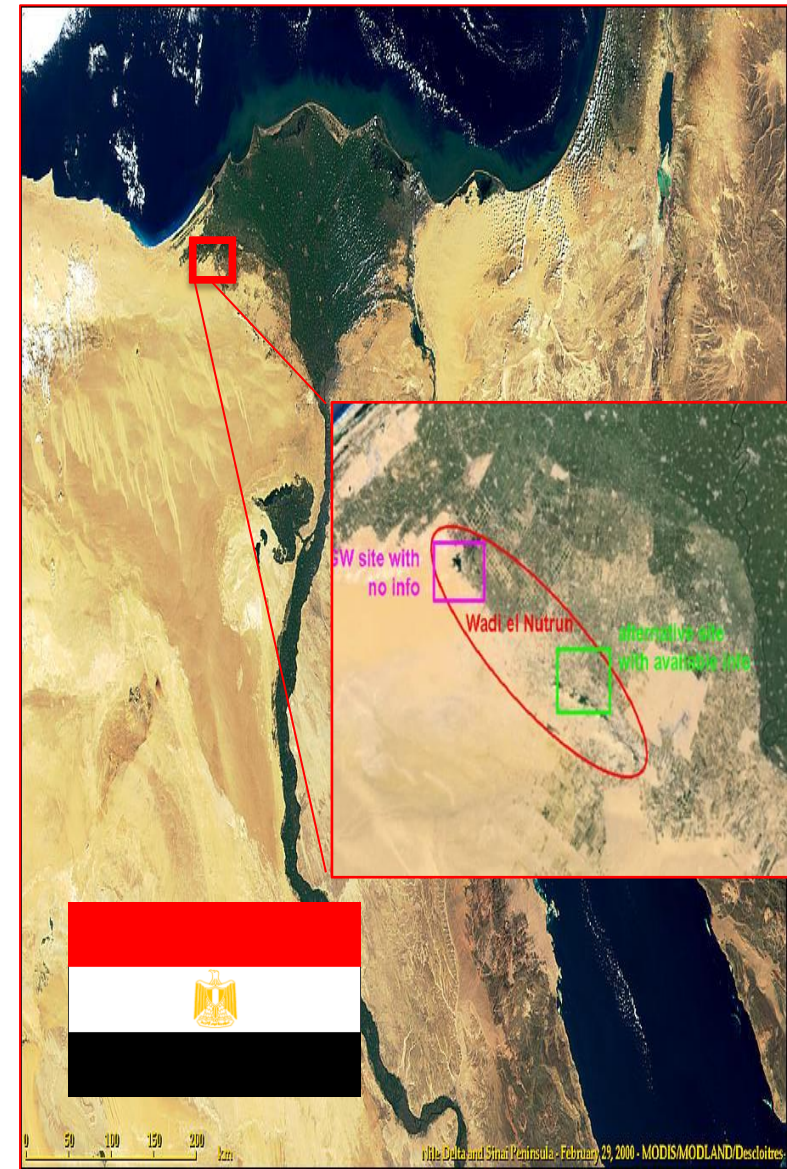 GW site with
no info
Wadi el Nutrun
alternative site
with available info
0 50 100 150 200
km
Nile Delta and Sinai Peninsula - February 29, 2000 - MODIS/MODLAND/Descloitres